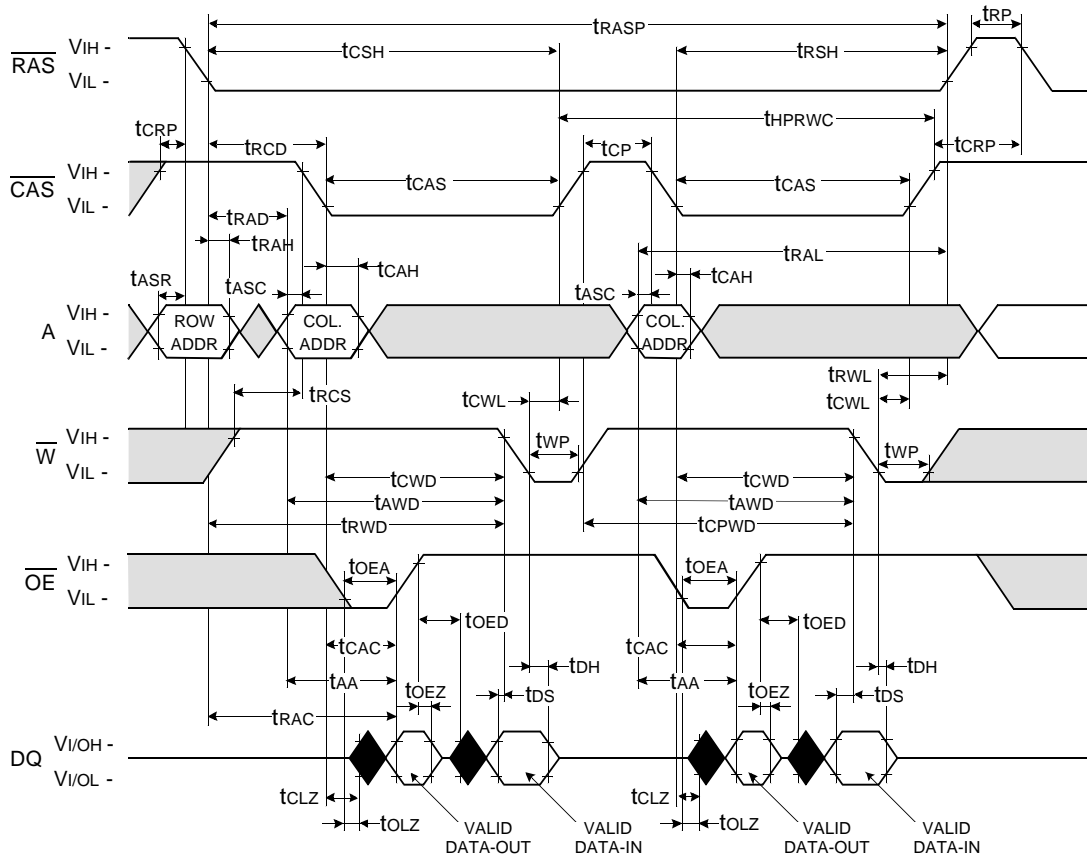 tRASP
tRP
tCSH
tRSH
RAS
VIH -
VIL -
tHPRWC
tCRP
tRCD
tCP
tCRP
CAS
VIH -
VIL -
tCAS
tCAS
tRAD
tRAH
tCAH
tRAL
tCAH
tASR
tASC
tASC
A
VIH -
VIL -
ROW
ADDR
COL.
ADDR
COL.
ADDR
tRWL
tRCS
tCWL
tCWL
W
VIH -
VIL -
tWP
tWP
tCWD
tCWD
tAWD
tAWD
tRWD
tCPWD
OE
VIH -
VIL -
tOEA
tOEA
tOED
tOED
tCAC
tCAC
tDH
tDH
tAA
tOEZ
tDS
tAA
tOEZ
tDS
tRAC
DQ
VI/OH -
VI/OL -
tCLZ
tCLZ
tOLZ
tOLZ
VALID
DATA-OUT
VALID
DATA-IN
VALID
DATA-OUT
VALID
DATA-IN